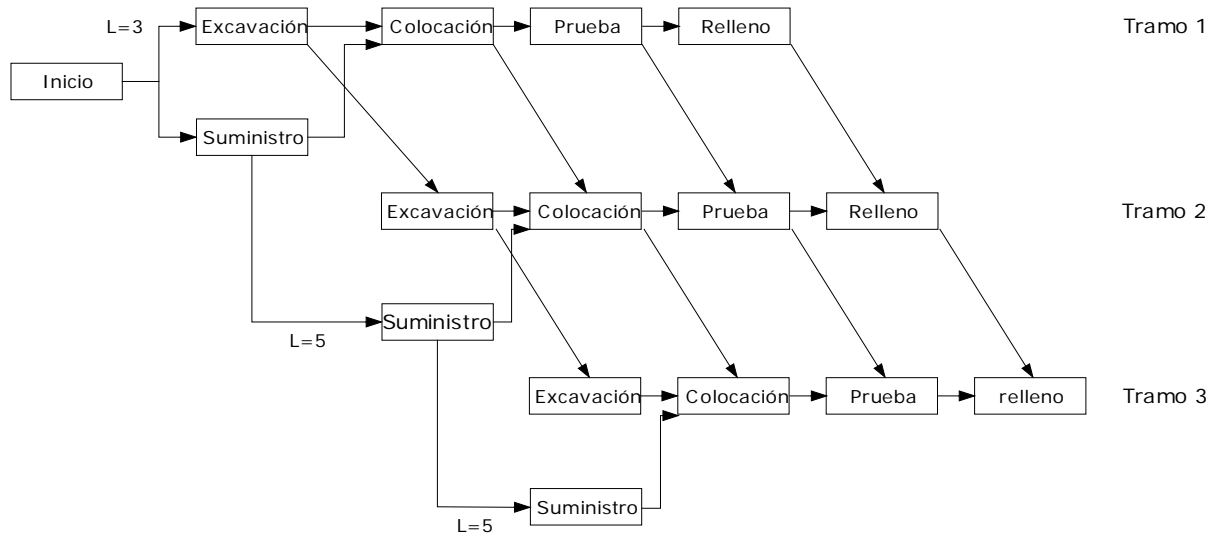 L=3
Excavación Colocación Prueba Relleno Tramo 1
Inicio
Suministro
Excavación Colocación Prueba Relleno Tramo 2
Suministro
L=5
Excavación Colocación Prueba relleno Tramo 3
Suministro
L=5